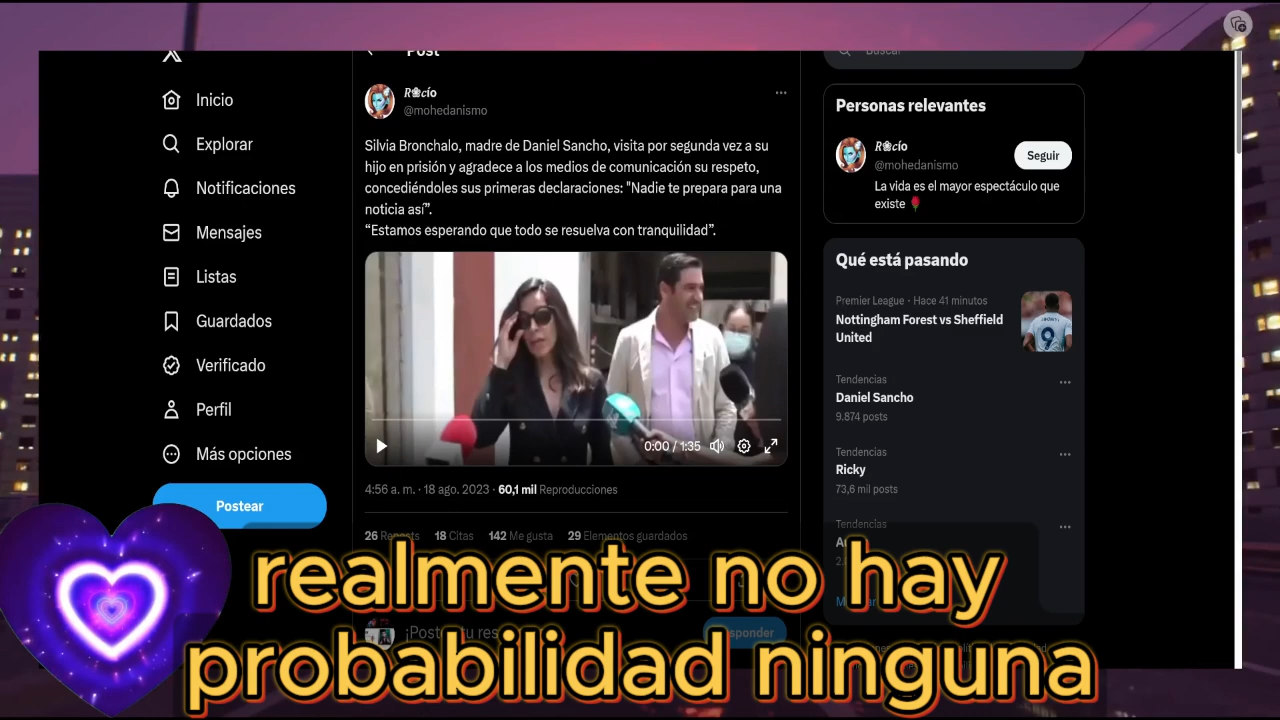 Post
Buscar
Inicio
Explorar
Notificaciones
Mensajes
Listas
Guardados
Verificado
Perfil
Más opciones
Postear
R❀cío
@mohedanismo
Silvia Bronchalo, madre de Daniel Sancho, visita por segunda vez a su
hijo en prisión y agradece a los medios de comunicación su respeto,
concediéndoles sus primeras declaraciones: "Nadie te prepara para una
noticia así”.
“Estamos esperando que todo se resuelva con tranquilidad”.
0:00 / 1:35
4:56 a. m. · 18 ago. 2023 · 60,1 mil Reproducciones
26 Reposts 18 Citas 142 Me gusta 29 Elementos guardados
Personas relevantes
R❀cío
@mohedanismo
Seguir
La vida es el mayor espectáculo que
existe
Qué está pasando
Premier League · Hace 41 minutos
Nottingham Forest vs Sheffield
United
9
Tendencias
Daniel Sancho
9.874 posts
Tendencias
Ricky
73,6 mil posts
Tendencias
realmente no hay
probabilidad ninguna